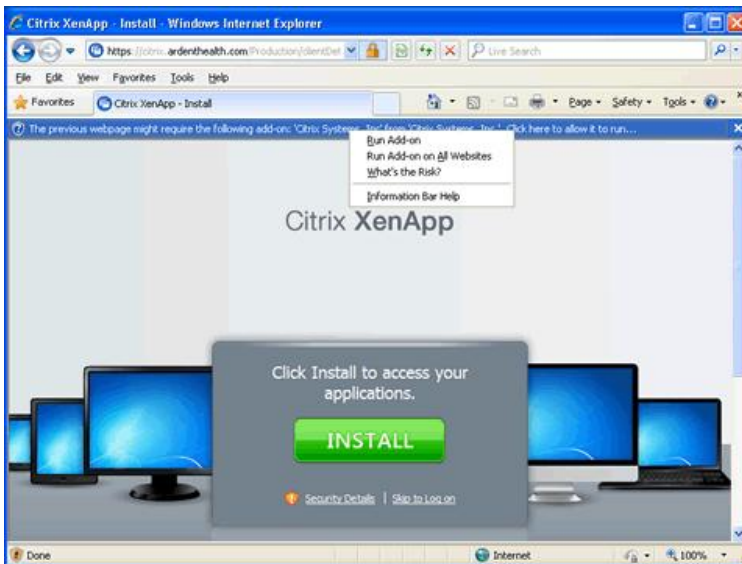 Citrix XenApp - Install - Windows Internet Explorer
https://citrix.ardenthealth.com/Production/clientDet
Live Search
File Edit View Favorites Tools Help
Favorites Citrix XenApp - Install Page Safety Tools
The previous webpage might require the following add-on: 'Citrix Systems, Inc' from 'Citrix Systems, Inc.'. Click here to allow it to run...
Run Add-on
Run Add-on on All Websites
What's the Risk?
Information Bar Help
Citrix XenApp
Click Install to access your
applications.
INSTALL
Security Details | Skip to Log on
Done Internet 100%